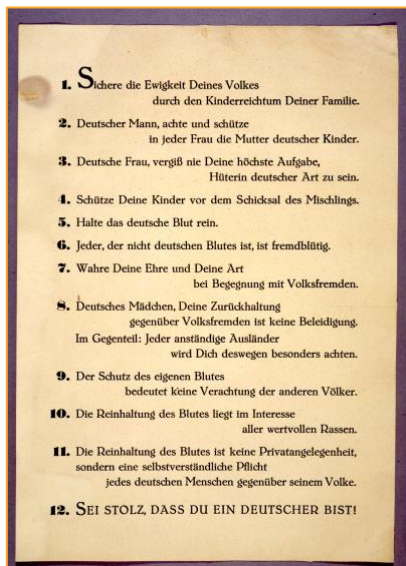 1. Sichere die Ewigkeit Deines Volkes
durch den Kinderreichtum Deiner Familie.
2. Deutscher Mann, achte und schütze
in jeder Frau die Mutter deutscher Kinder.
3. Deutsche Frau, vergiß nie Deine höchste Aufgabe,
Hüterin deutscher Art zu sein.
4. Schütze Deine Kinder vor dem Schicksal des Mischlings.
5. Halte das deutsche Blut rein.
6. Jeder, der nicht deutschen Blutes ist, ist fremdblütig.
7. Wahre Deine Ehre und Deine Art
bei Begegnung mit Volksfremden.
8. Deutsches Mädchen, Deine Zurückhaltung
gegenüber Volksfremden ist keine Beleidigung.
Im Gegenteil: Jeder anständige Ausländer
wird Dich deswegen besonders achten.
9. Der Schutz des eigenen Blutes
bedeutet keine Verachtung der anderen Völker.
10. Die Reinhaltung des Blutes liegt im Interesse
aller wertvollen Rassen.
11. Die Reinhaltung des Blutes ist keine Privatangelegenheit,
sondern eine selbstverständliche Pflicht
jedes deutschen Menschen gegenüber seinem Volke.
12. SEI STOLZ, DASS DU EIN DEUTSCHER BIST!